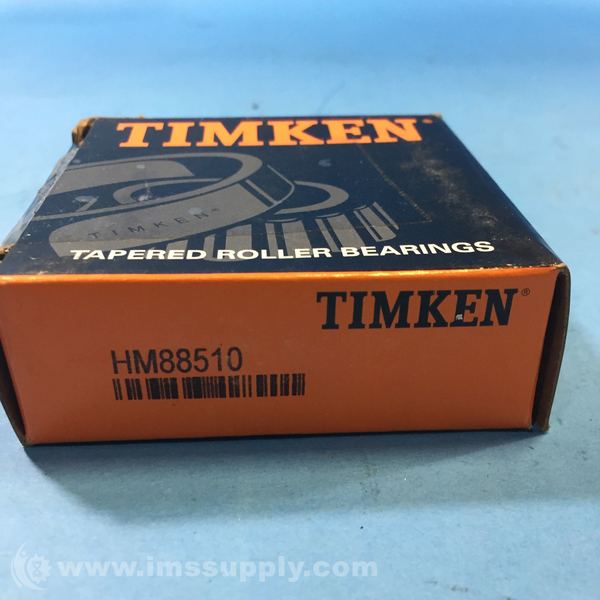 TIMKEN®
TIMKEN®
TAPERED ROLLER BEARINGS
TIMKEN®
HM88510
© www.imssupply.com